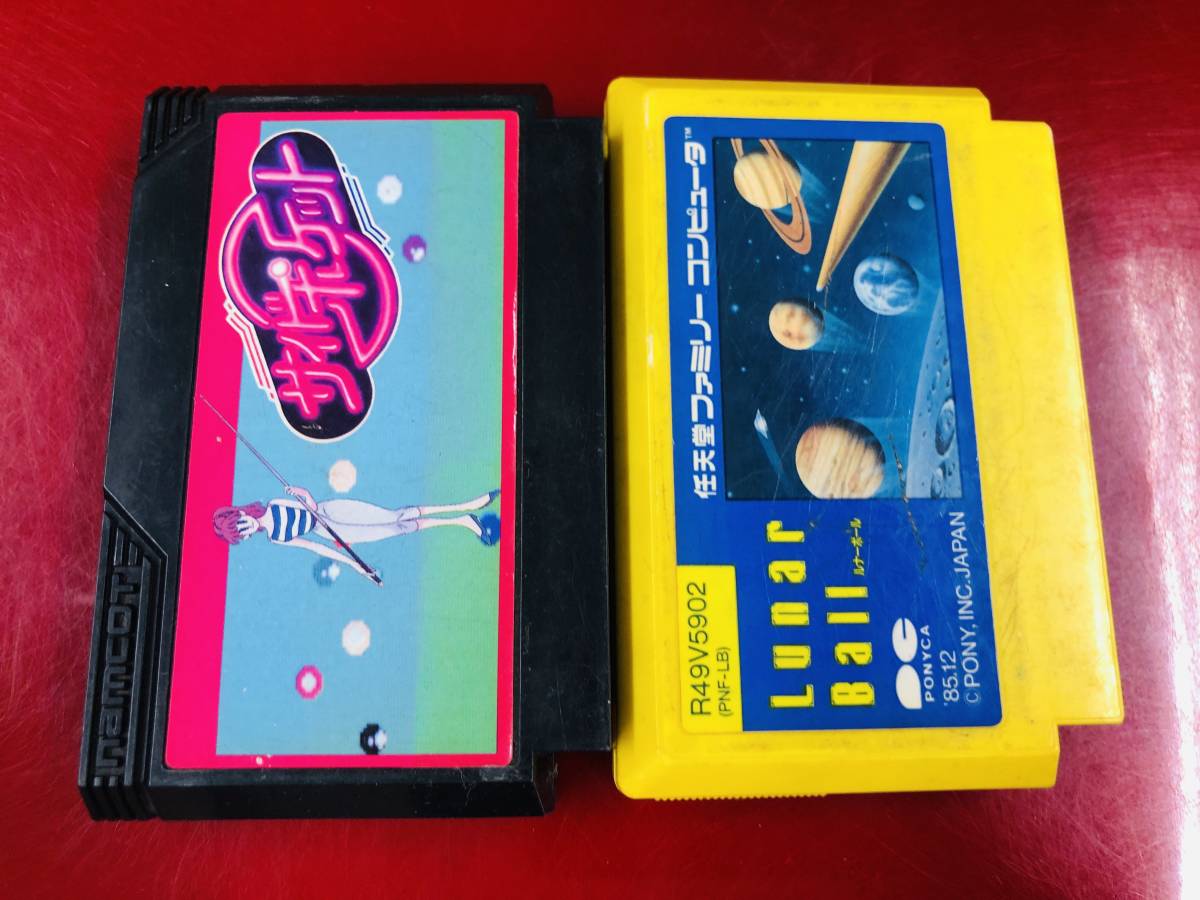 サイドポケット
namcot
任天堂ファミリーコンピュータ™
Lunar
Ball
ルナーボール
R49V5902
(PNF-LB)
PONYCA
'85.12
©PONY, INC. JAPAN